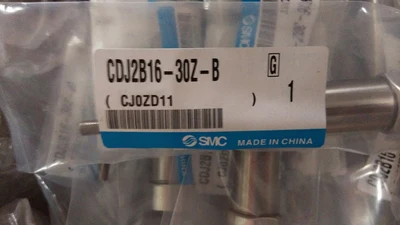 CDJ2B16-30Z-B
G
( CJ0ZD11 )
1
SMC
MADE IN CHINA